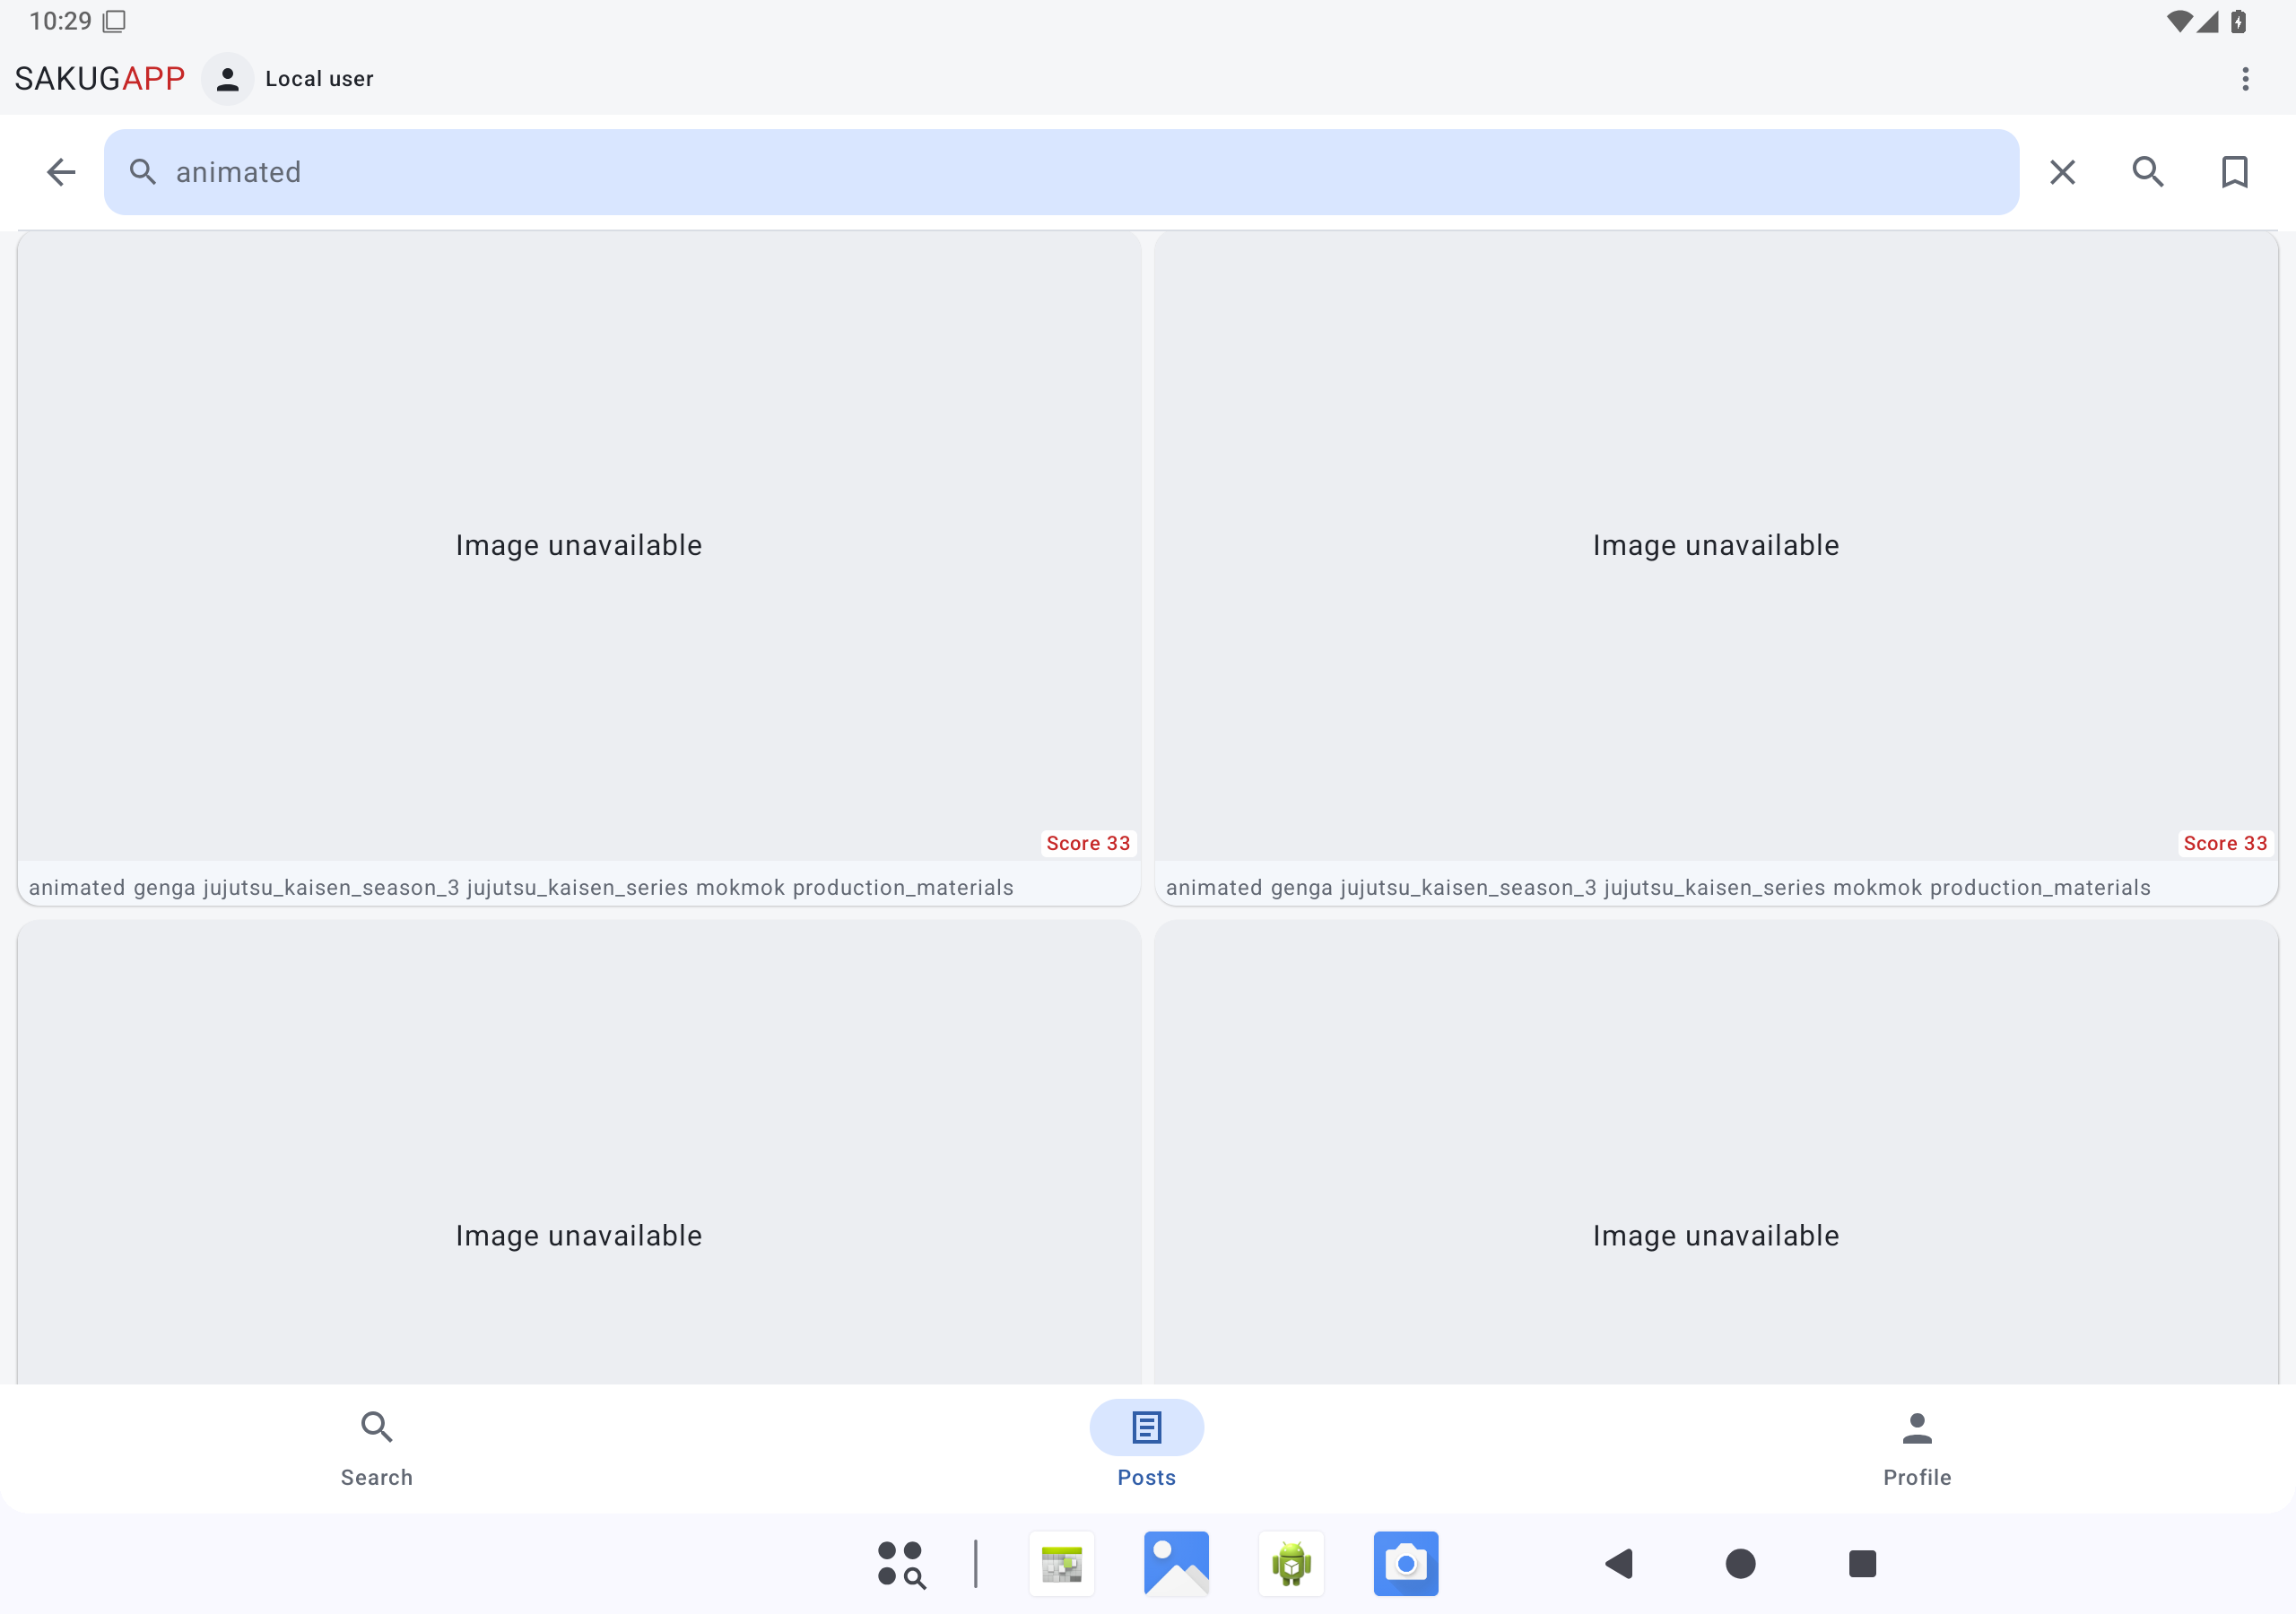 10:29
SAKUGAPP Local user
animated
Image unavailable Image unavailable
Score 33 Score 33
animated genga jujutsu_kaisen_season_3 jujutsu_kaisen_series mokmok production_materials animated genga jujutsu_kaisen_season_3 jujutsu_kaisen_series mokmok production_materials
Image unavailable Image unavailable
Search Posts Profile